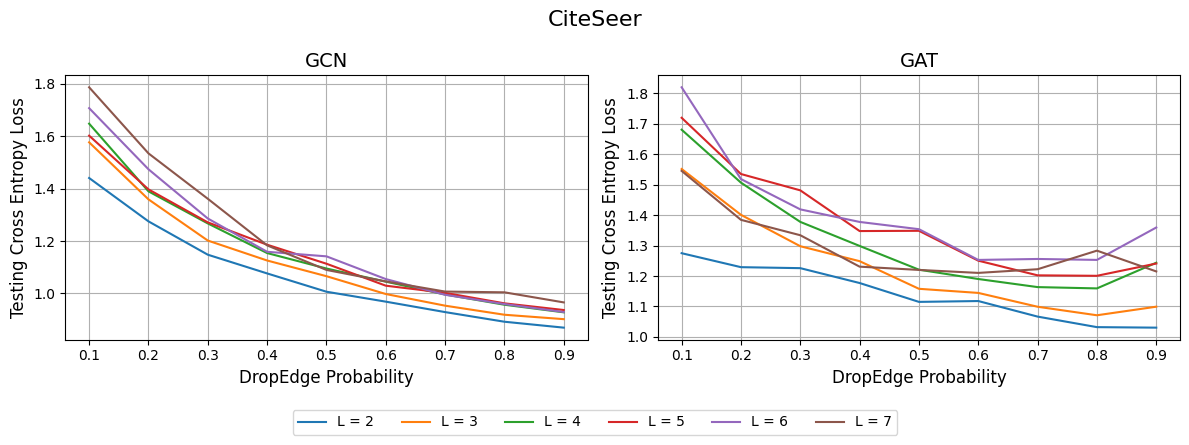 CiteSeer
GCN
Testing Cross Entropy Loss
1.8
1.6
1.4
1.2
1.0
0.1 0.2 0.3 0.4 0.5 0.6 0.7 0.8 0.9
DropEdge Probability
GAT
Testing Cross Entropy Loss
1.8
1.7
1.6
1.5
1.4
1.3
1.2
1.1
1.0
0.1 0.2 0.3 0.4 0.5 0.6 0.7 0.8 0.9
DropEdge Probability
L = 2 L = 3 L = 4 L = 5 L = 6 L = 7